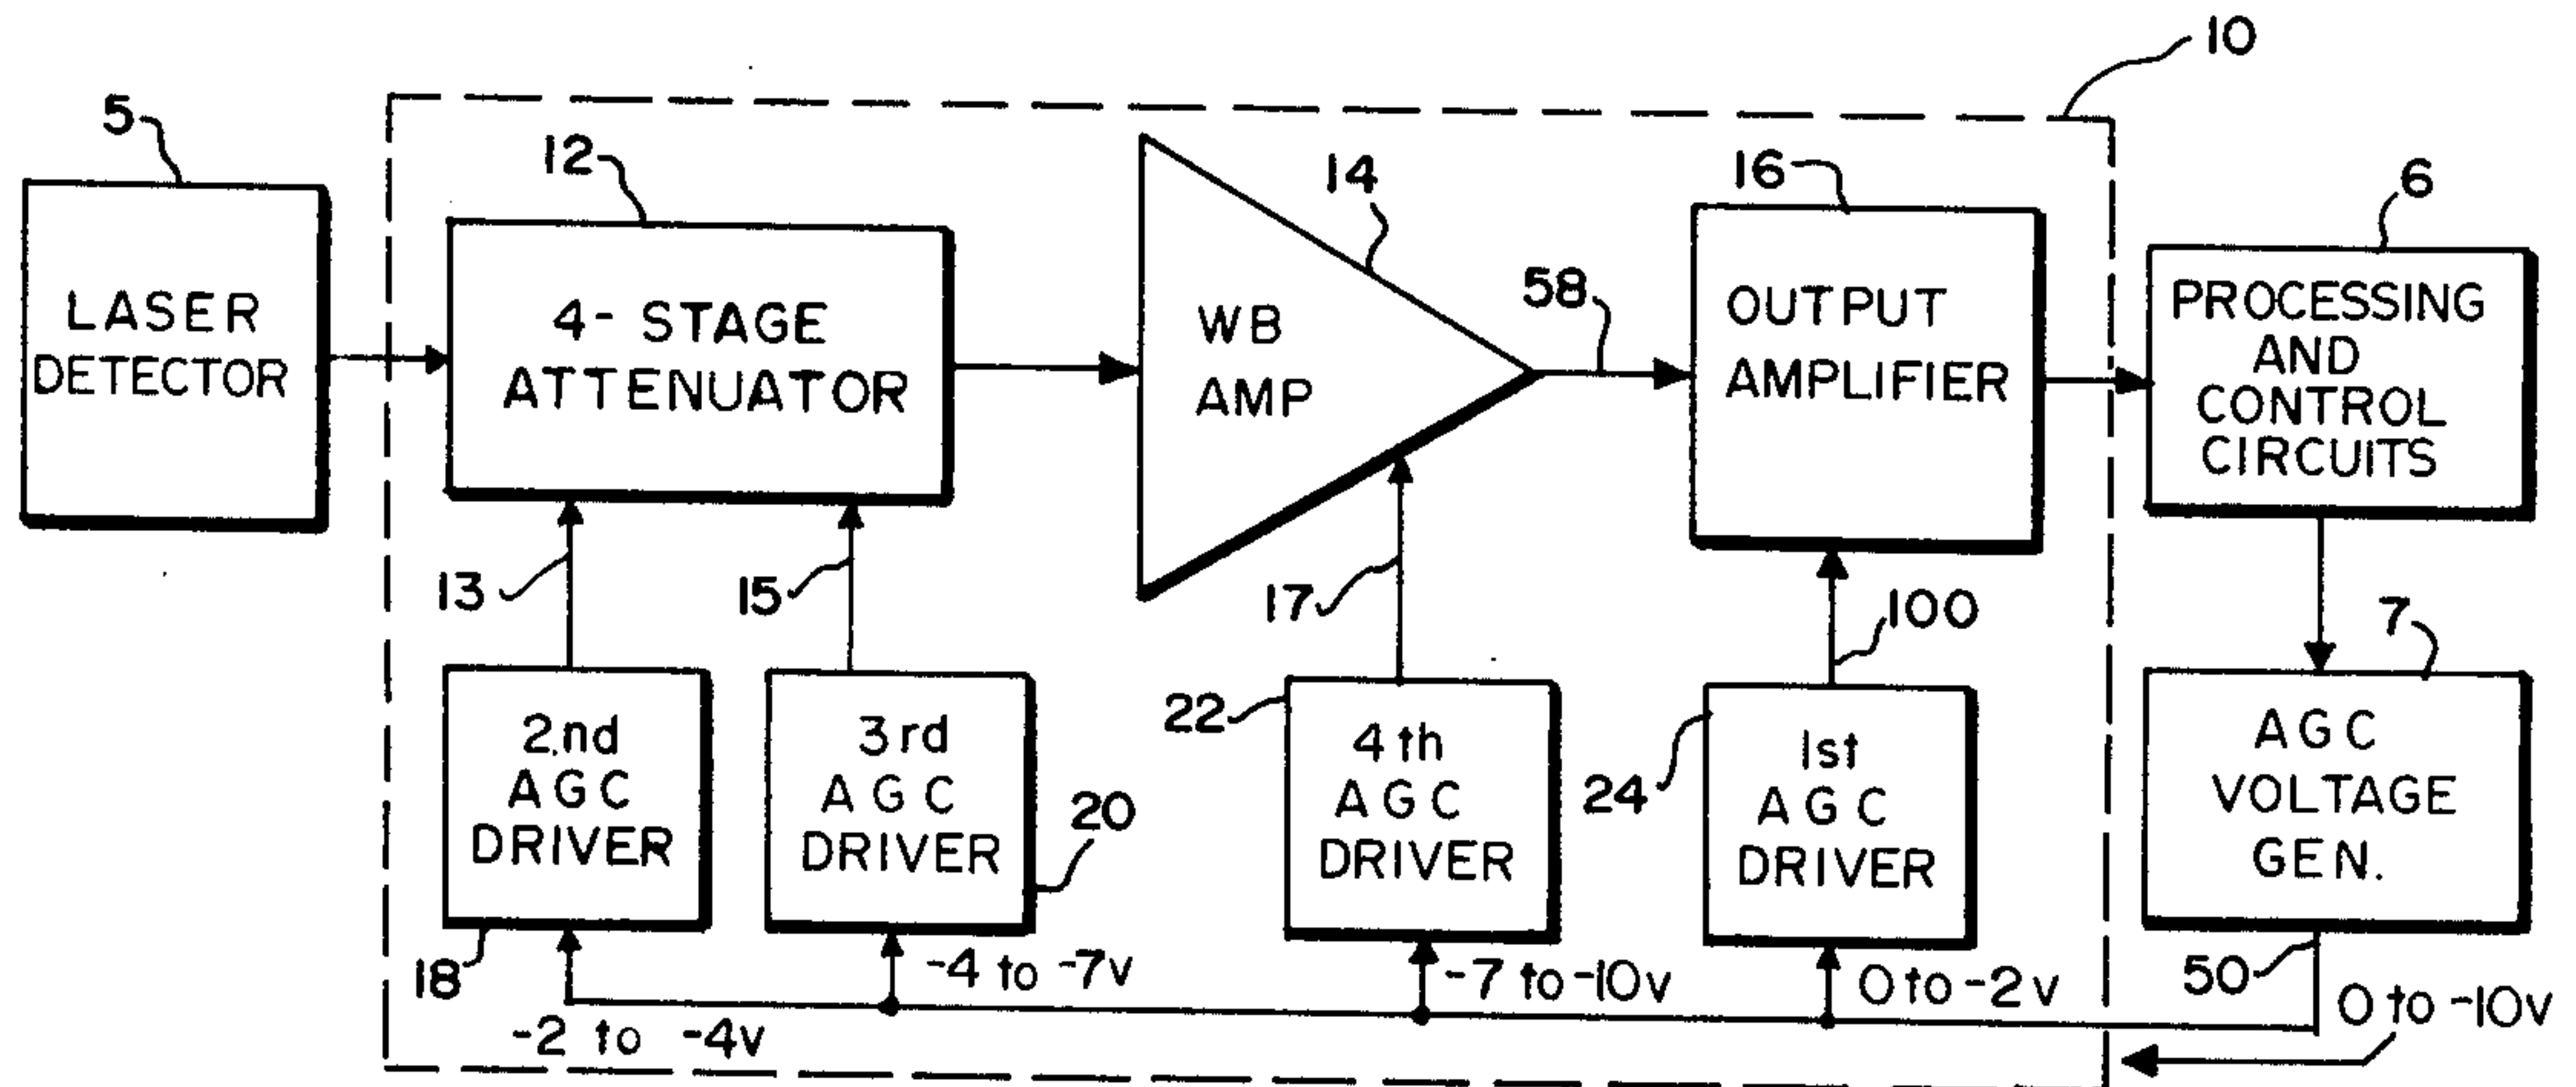 10
5
12
14
16
6
LASER
DETECTOR
4- STAGE
ATTENUATOR
WB
AMP
58
OUTPUT
AMPLIFIER
PROCESSING
AND
CONTROL
CIRCUITS
13
15
17
100
7
2.nd
AGC
DRIVER
18
3rd
AGC
DRIVER
20
22
4th
AGC
DRIVER
24
1st
AGC
DRIVER
AGC
VOLTAGE
GEN.
50
-2 to -4v
-4 to -7v
-7 to -10v
0 to -2v
0 to -10v